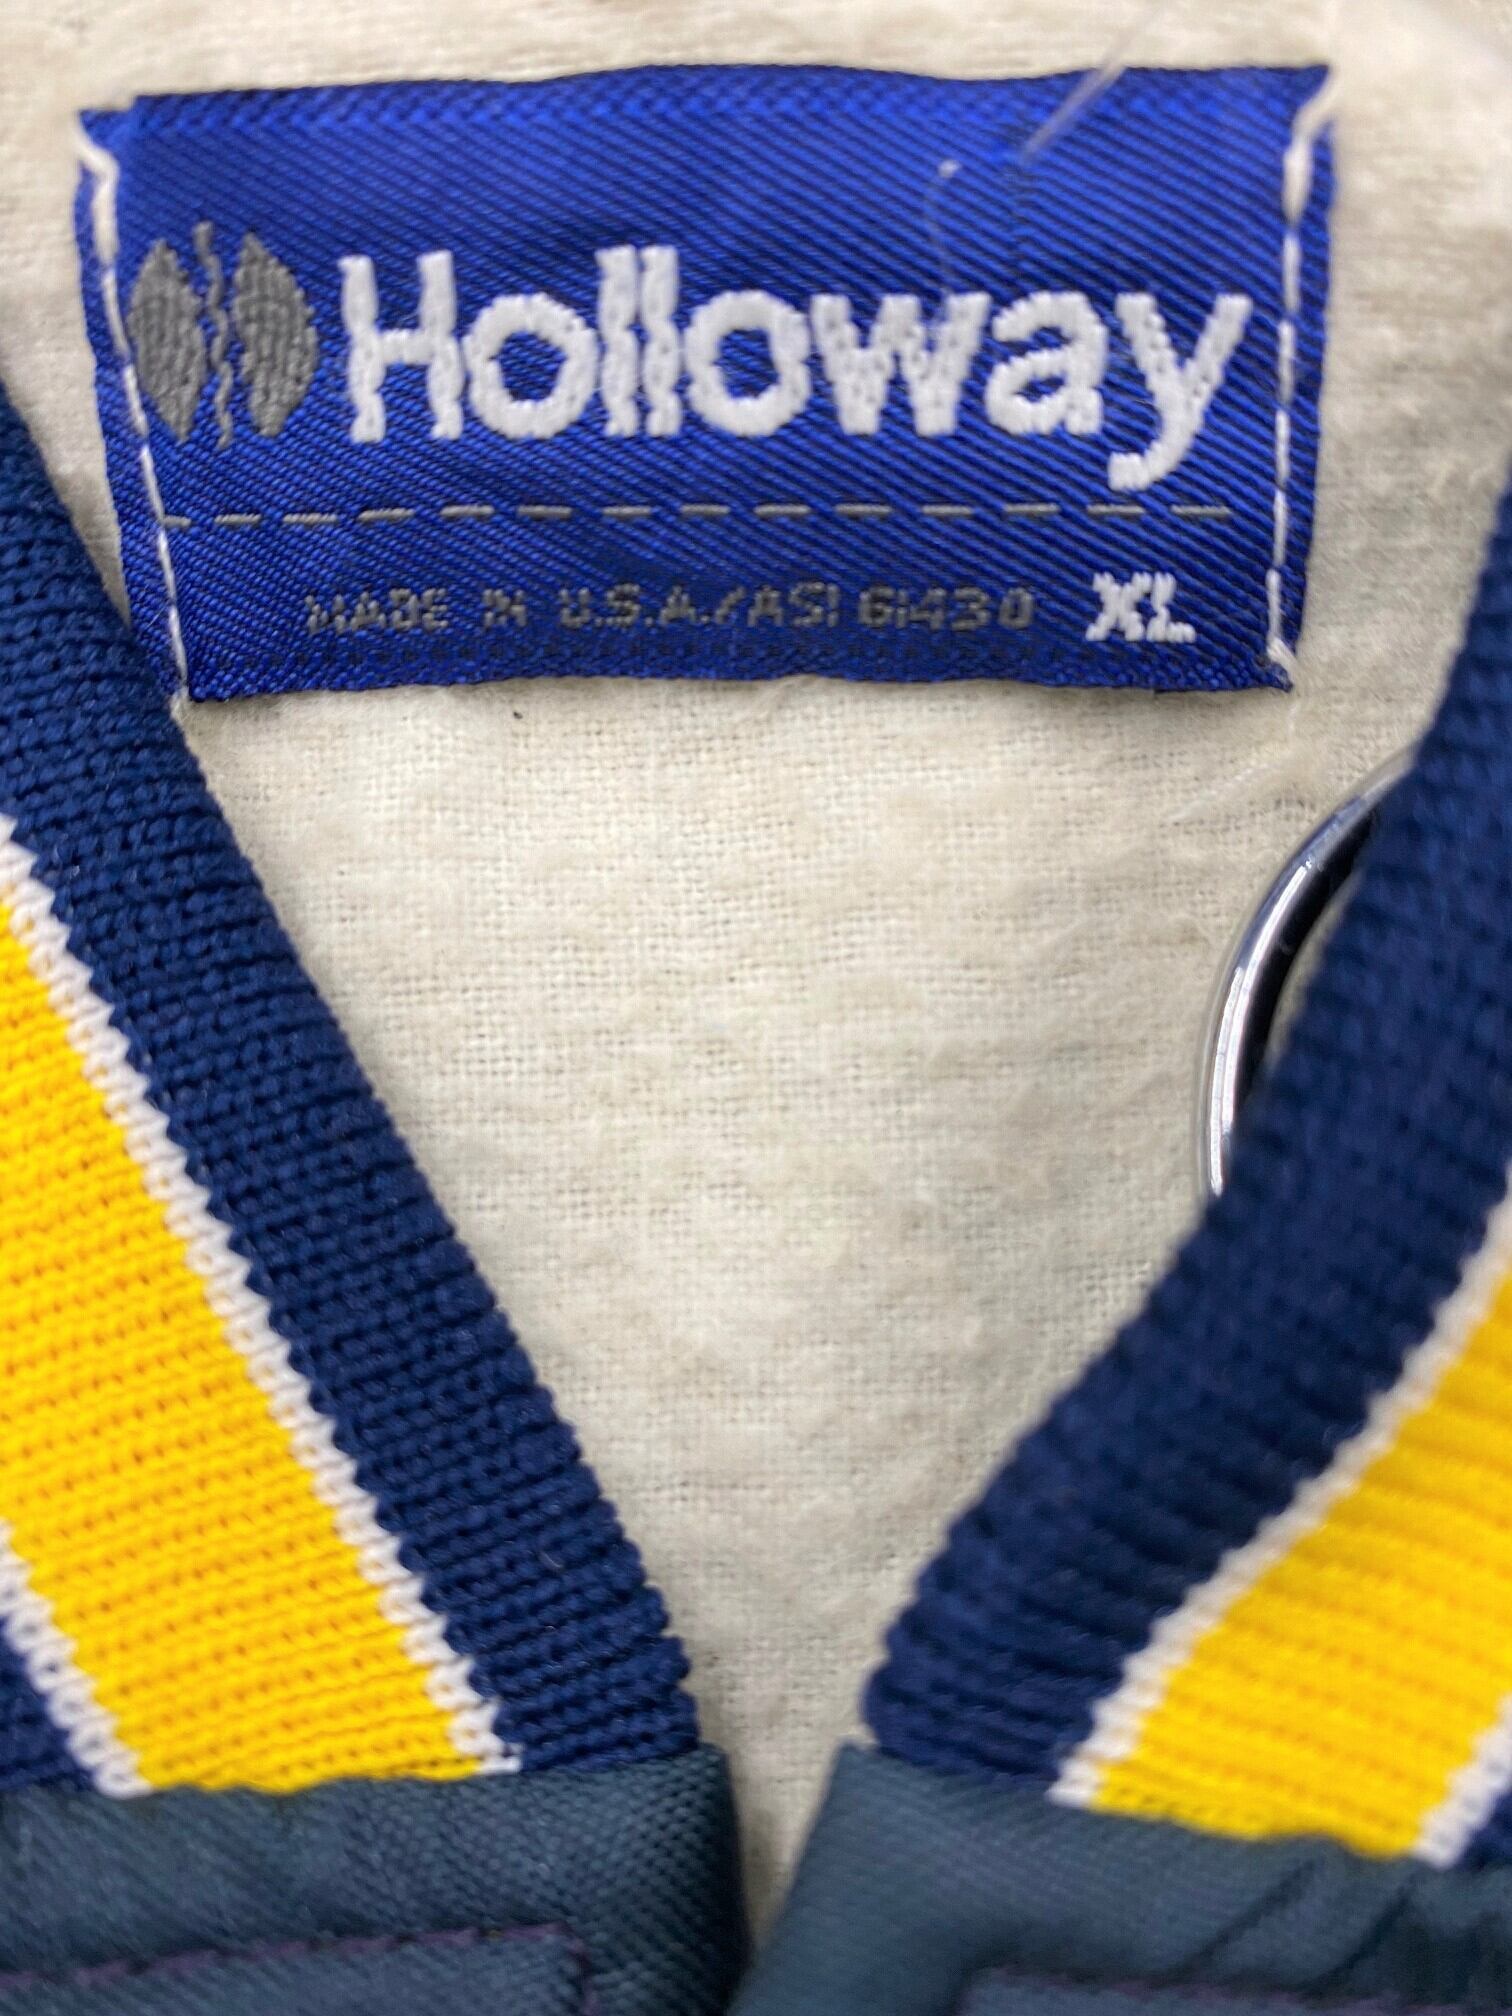 Holloway
MADE IN U.S.A./ASI 61430 XL